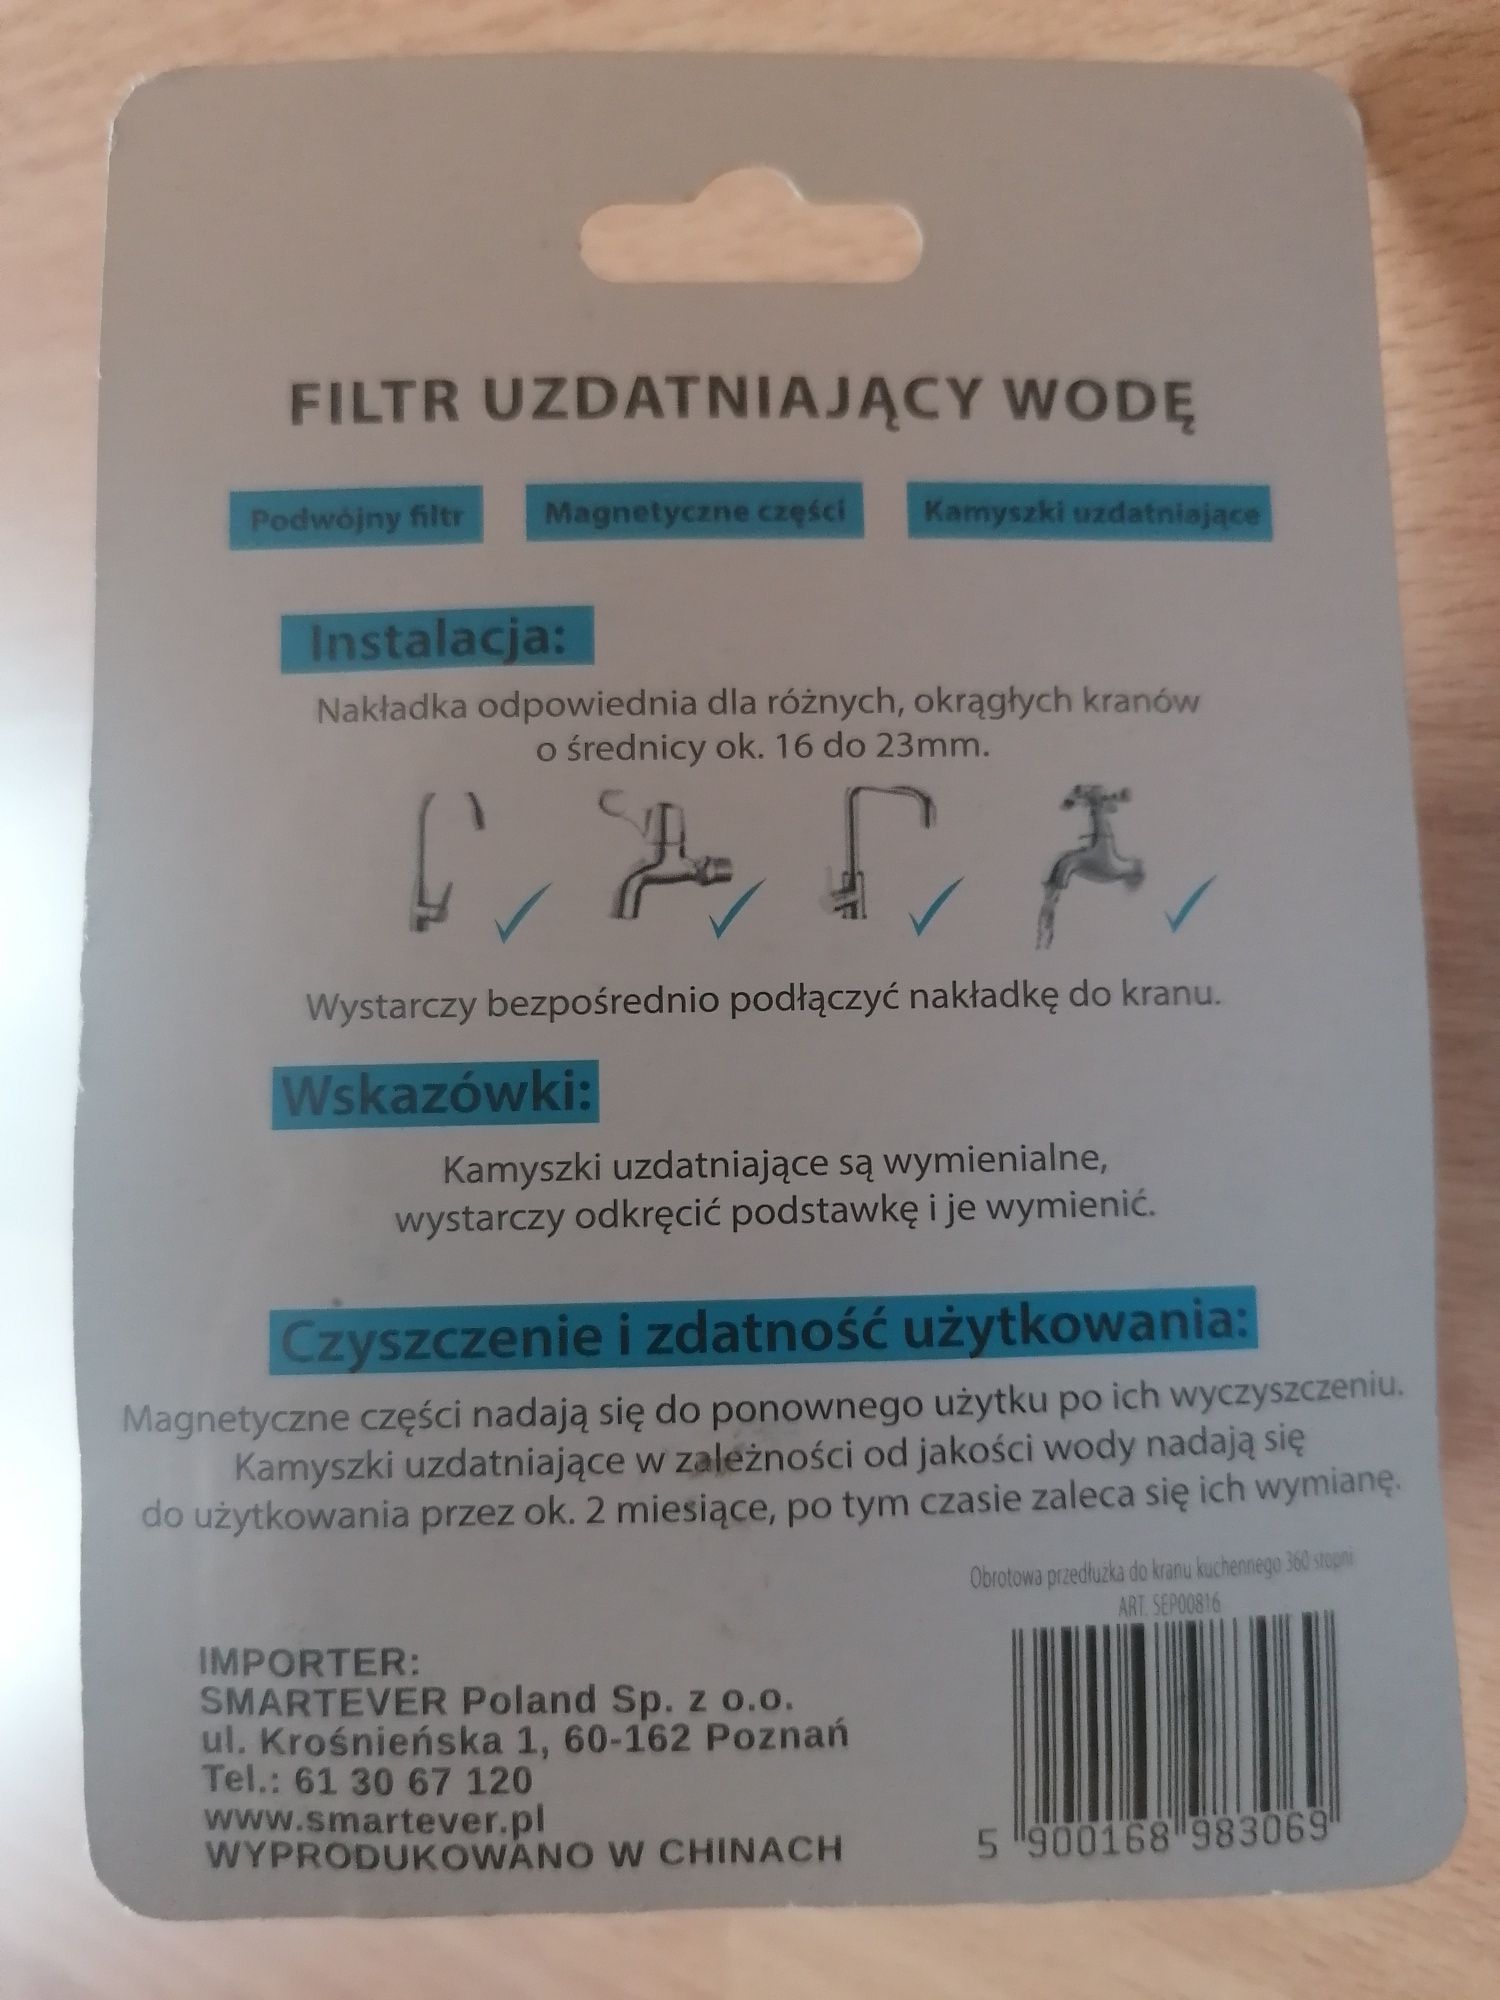 FILTR UZDATNIAJĄCY WODĘ
Podwójny filtr
Magnetyczne części
Kamyszki uzdatniające
Instalacja:
Nakładka odpowiednia dla różnych, okrągłych kranów
o średnicy ok. 16 do 23mm.
Wystarczy bezpośrednio podłączyć nakładkę do kranu.
Wskazówki:
Kamyszki uzdatniające są wymienialne,
wystarczy odkręcić podstawkę i je wymienić.
Czyszczenie i zdatność użytkowania:
Magnetyczne części nadają się do ponownego użytku po ich wyczyszczeniu.
Kamyszki uzdatniające w zależności od jakości wody nadają się
do użytkowania przez ok. 2 miesiące, po tym czasie zaleca się ich wymianę.
Obrotowa przedłużka do kranu kuchennego 360 stopni
ART. SEP00816
IMPORTER:
SMARTEVER Poland Sp. z o.o.
ul. Krośnieńska 1, 60-162 Poznań
Tel.: 61 30 67 120
www.smartever.pl
WYPRODUKOWANO W CHINACH
5 900168 983069